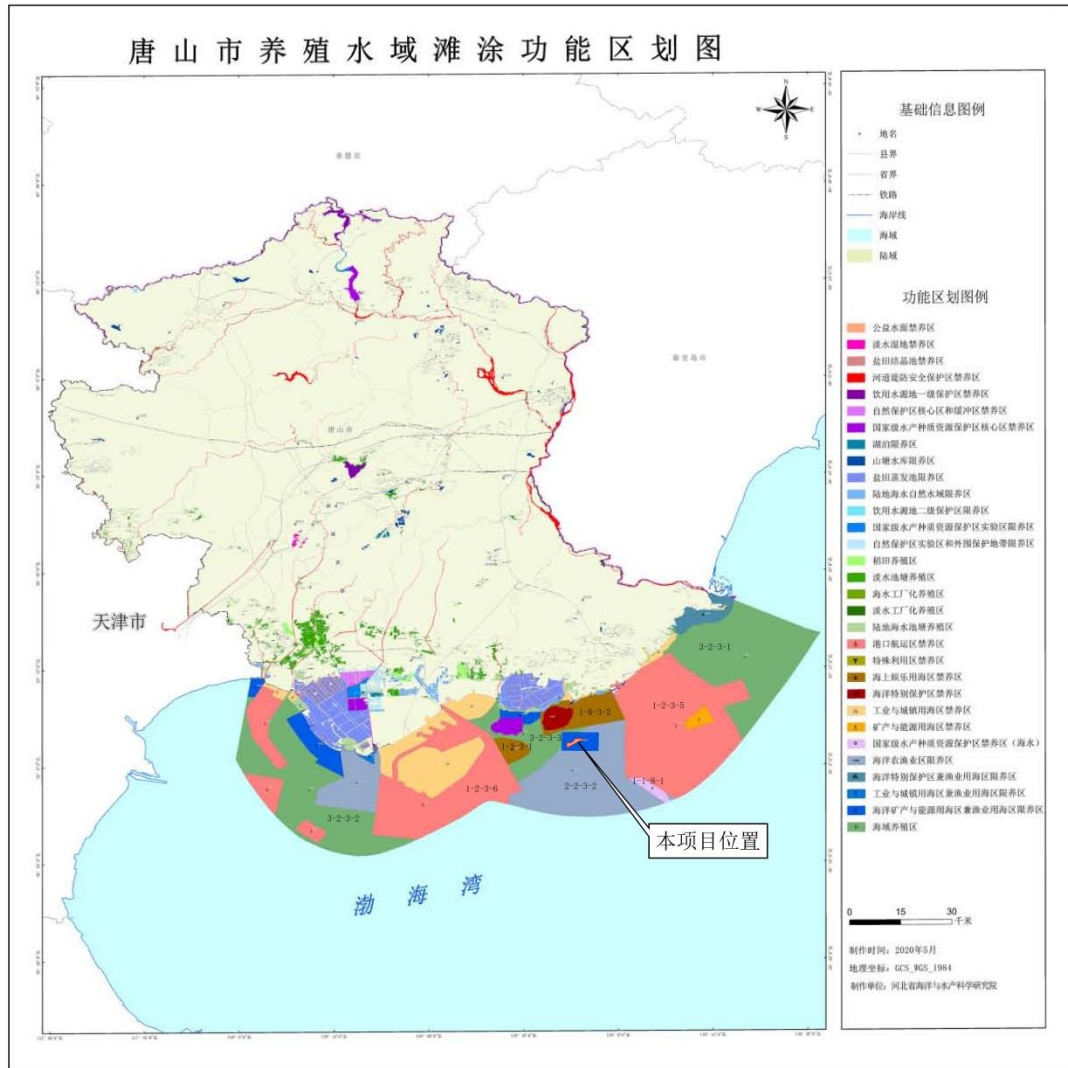 唐山市养殖水域滩涂功能区划图
N
W
E
S
承德市
秦皇岛市
唐山市
天津市
3-2-3-1
1-2-3-5
1-6-3-2
3-2-3-3
1-2-3-1
1-2-3-6
2-2-3-2
1-1-8-1
3-2-3-2
本项目位置
渤海湾
基础信息图例
地名
县界
省界
铁路
海岸线
海域
陆域
功能区划图例
公益水面禁养区
淡水湿地禁养区
盐田结晶池禁养区
河道堤防安全保护区禁养区
饮用水源地一级保护区禁养区
自然保护区核心区和缓冲区禁养区
国家级水产种质资源保护区核心区禁养区
湖泊限养区
山塘水库限养区
盐田蒸发池限养区
陆地海水自然水域限养区
饮用水源地二级保护区限养区
国家级水产种质资源保护区实验区限养区
自然保护区实验区和外围保护地带限养区
稻田养殖区
淡水池塘养殖区
海水工厂化养殖区
淡水工厂化养殖区
陆地海水池塘养殖区
港口航运区禁养区
特殊利用区禁养区
海上娱乐用海区禁养区
海洋特别保护区禁养区
工业与城镇用海区禁养区
矿产与能源用海区禁养区
国家级水产种质资源保护区禁养区（海水）
海洋农渔业区限养区
海洋特别保护区兼渔业用海区限养区
工业与城镇用海区兼渔业用海区限养区
海洋矿产与能源用海区兼渔业用海区限养区
海域养殖区
0 15 30
千米
制作时间：2020年5月
地理坐标：GCS_WGS_1984
制作单位：河北省海洋与水产科学研究院